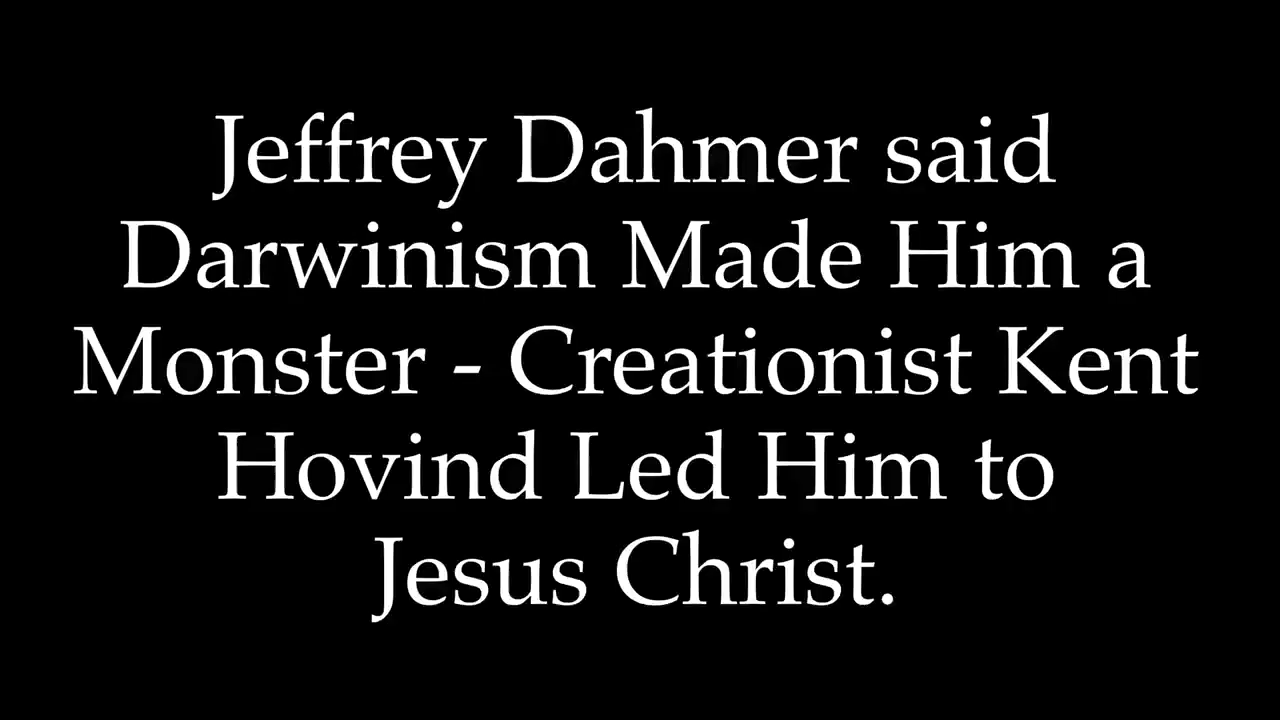 Jeffrey Dahmer said
Darwinism Made Him a
Monster - Creationist Kent
Hovind Led Him to
Jesus Christ.